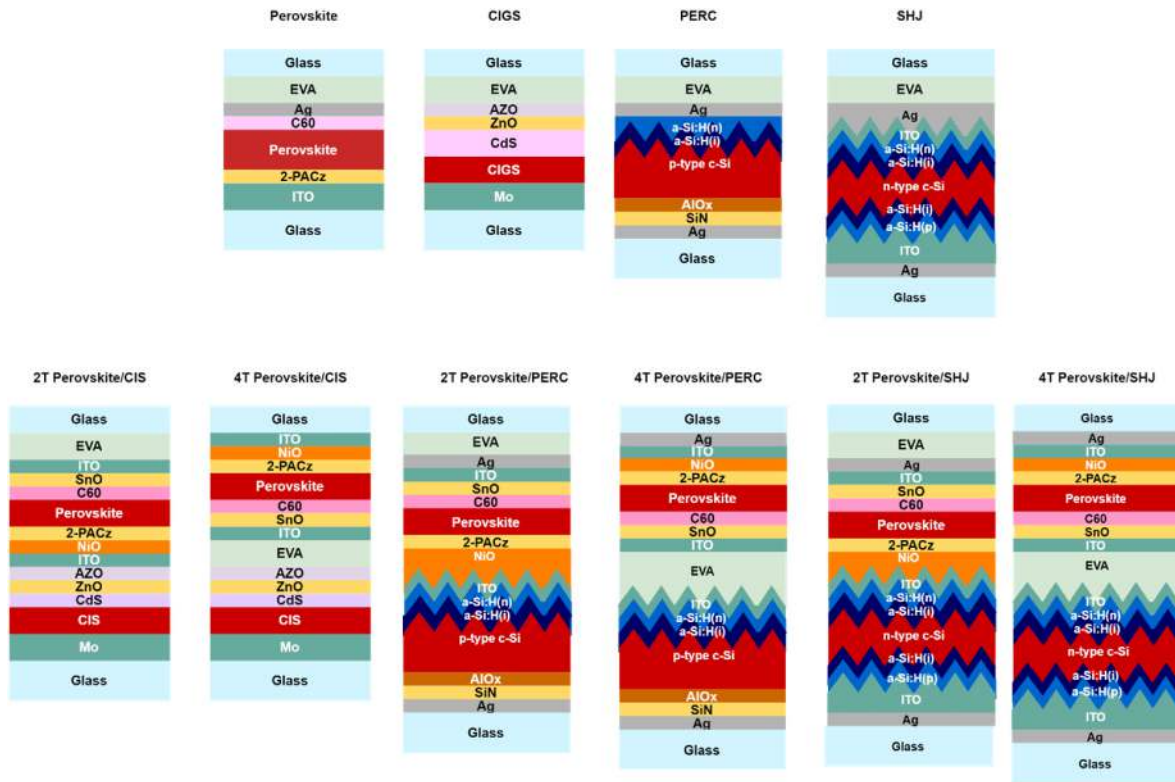 Perovskite
CIGS
PERC
SHJ
Glass
EVA
Ag
C60
Perovskite
2-PACz
ITO
Glass
Glass
EVA
AZO
ZnO
CdS
CIGS
Mo
Glass
Glass
EVA
Ag
a-Si:H(n)
a-Si:H(i)
p-type c-Si
AlOx
SiN
Ag
Glass
Glass
EVA
Ag
ITO
a-Si:H(n)
a-Si:H(i)
n-type c-Si
a-Si:H(i)
a-Si:H(p)
ITO
Ag
Glass
2T Perovskite/CIS
4T Perovskite/CIS
2T Perovskite/PERC
4T Perovskite/PERC
2T Perovskite/SHJ
4T Perovskite/SHJ
Glass
EVA
ITO
SnO
C60
Perovskite
2-PACz
NiO
ITO
AZO
ZnO
CdS
CIS
Mo
Glass
Glass
ITO
NiO
2-PACz
Perovskite
C60
SnO
ITO
EVA
AZO
ZnO
CdS
CIS
Mo
Glass
Glass
EVA
Ag
ITO
SnO
C60
Perovskite
2-PACz
NiO
ITO
a-Si:H(n)
a-Si:H(i)
p-type c-Si
AlOx
SiN
Ag
Glass
Glass
Ag
ITO
NiO
2-PACz
Perovskite
C60
SnO
ITO
EVA
ITO
a-Si:H(n)
a-Si:H(i)
p-type c-Si
AlOx
SiN
Ag
Glass
Glass
EVA
Ag
ITO
SnO
C60
Perovskite
2-PACz
NiO
ITO
a-Si:H(n)
a-Si:H(i)
n-type c-Si
a-Si:H(i)
a-Si:H(p)
ITO
Ag
Glass
Glass
Ag
ITO
NiO
2-PACz
Perovskite
C60
SnO
ITO
EVA
ITO
a-Si:H(n)
a-Si:H(i)
n-type c-Si
a-Si:H(i)
a-Si:H(p)
ITO
Ag
Glass